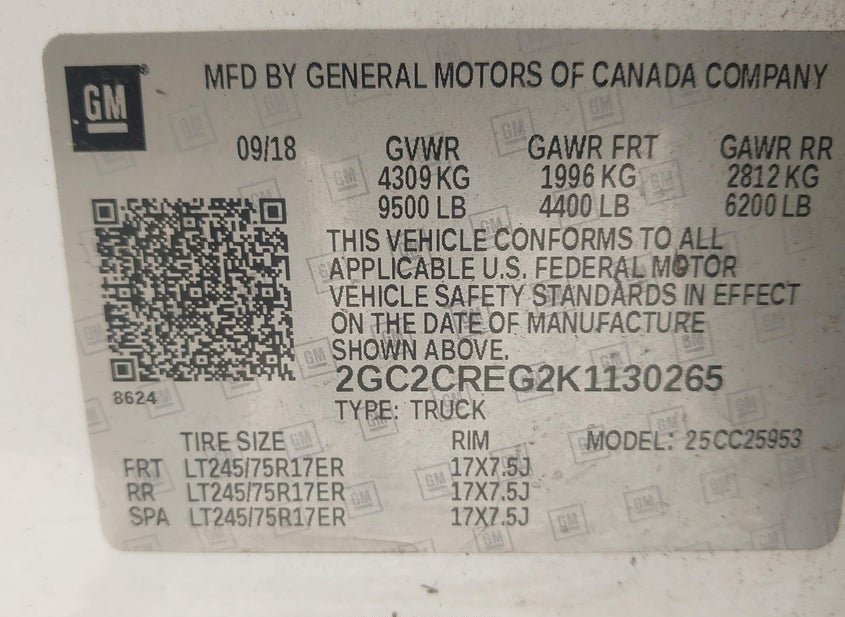 GM
MFD BY GENERAL MOTORS OF CANADA COMPANY
09/18 GVWR GAWR FRT GAWR RR
4309 KG 1996 KG 2812 KG
9500 LB 4400 LB 6200 LB
THIS VEHICLE CONFORMS TO ALL
APPLICABLE U.S. FEDERAL MOTOR
VEHICLE SAFETY STANDARDS IN EFFECT
ON THE DATE OF MANUFACTURE
SHOWN ABOVE.
8624
2GC2CREG2K1130265
TYPE: TRUCK
TIRE SIZE RIM MODEL: 25CC25953
FRT LT245/75R17ER 17X7.5J
RR LT245/75R17ER 17X7.5J
SPA LT245/75R17ER 17X7.5J